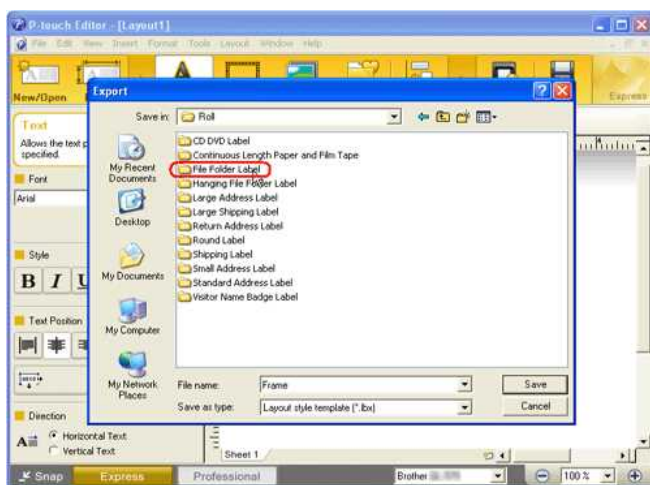 P-touch Editor - [Layout1]
File Edit View Insert Format Tools Layout Window Help
New/Open
Express
Export
Save in: Roll
Text
Allows the text p
specified.
Font
Arial
Style
B I U
Text Position
Direction
A Horizontal Text
Vertical Text
My Recent
Documents
Desktop
My Documents
My Computer
My Network
Places
CD DVD Label
Continuous Length Paper and Film Tape
File Folder Label
Hanging File Folder Label
Large Address Label
Large Shipping Label
Return Address Label
Round Label
Shipping Label
Small Address Label
Standard Address Label
Visitor Name Badge Label
File name: Frame
Save as type: Layout style template (*.lbx)
Save
Cancel
Sheet 1
Snap Express Professional
Brother
100 %